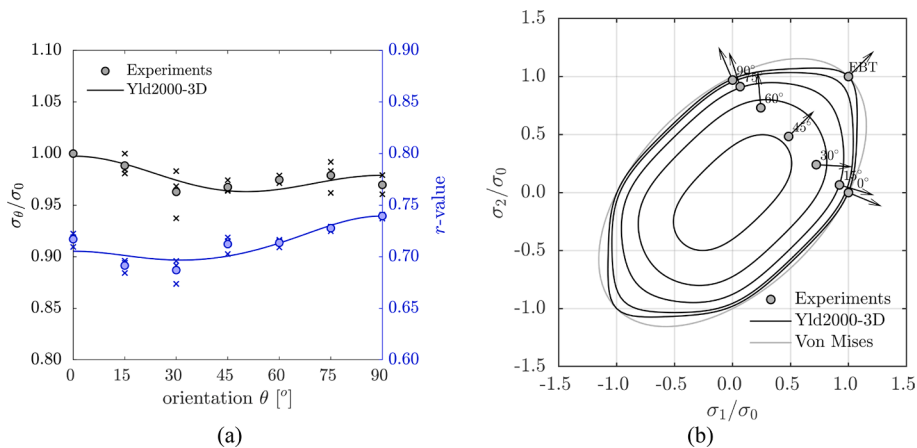 1.10
1.05
1.00
0.95
0.90
0.85
0.80
σθ/σ0
0.90
0.85
0.80
0.75
0.70
0.65
0.60
r-value
Experiments
Yld2000-3D
0 15 30 45 60 75 90
orientation θ [o]
(a)
1.5
1.0
0.5
0.0
-0.5
-1.0
-1.5
σ2/σ0
90°
75°
EBT
60°
45°
30°
15°
0°
Experiments
Yld2000-3D
Von Mises
-1.5 -1.0 -0.5 0.0 0.5 1.0 1.5
σ1/σ0
(b)